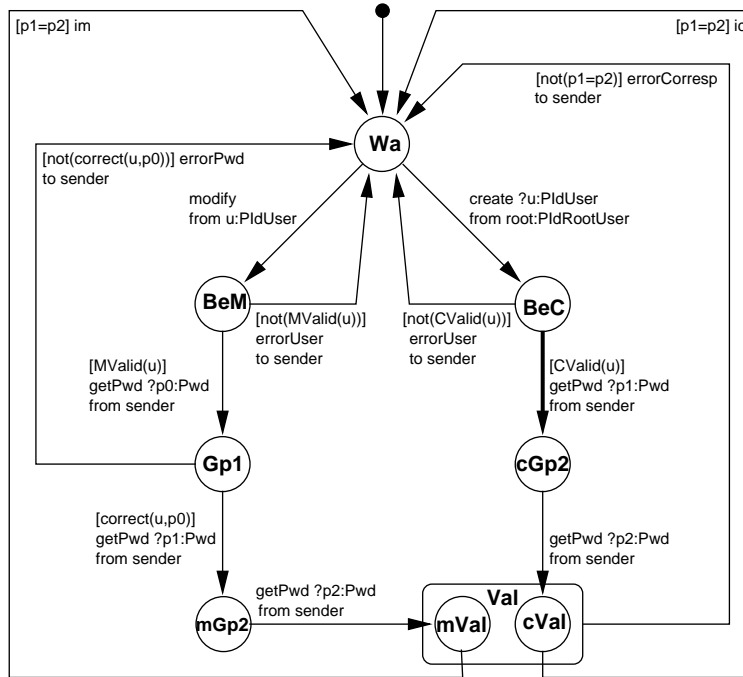 [p1=p2] im
[p1=p2] ic
[not(p1=p2)] errorCorresp
to sender
Wa
[not(correct(u,p0))] errorPwd
to sender
modify
from u:PIdUser
create ?u:PIdUser
from root:PIdRootUser
BeM
BeC
[not(MValid(u))]
errorUser
to sender
[not(CValid(u))]
errorUser
to sender
[MValid(u)]
getPwd ?p0:Pwd
from sender
[CValid(u)]
getPwd ?p1:Pwd
from sender
Gp1
cGp2
[correct(u,p0)]
getPwd ?p1:Pwd
from sender
getPwd ?p2:Pwd
from sender
getPwd ?p2:Pwd
from sender
Val
mGp2
mVal
cVal